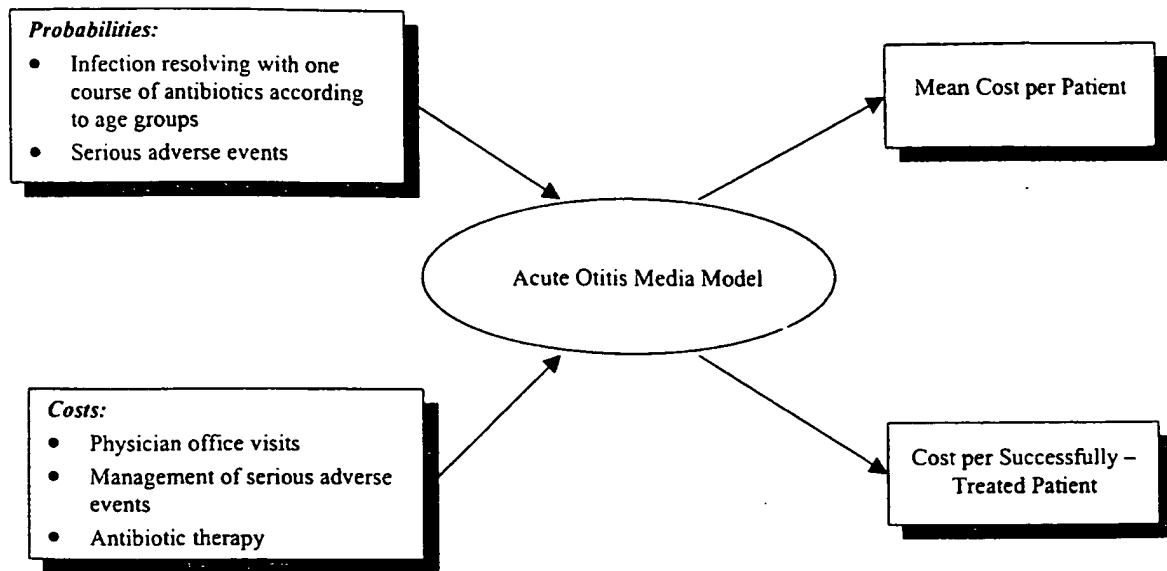 Probabilities:
• Infection resolving with one
course of antibiotics according
to age groups
• Serious adverse events
Mean Cost per Patient
Acute Otitis Media Model
Costs:
• Physician office visits
• Management of serious adverse
events
• Antibiotic therapy
Cost per Successfully –
Treated Patient